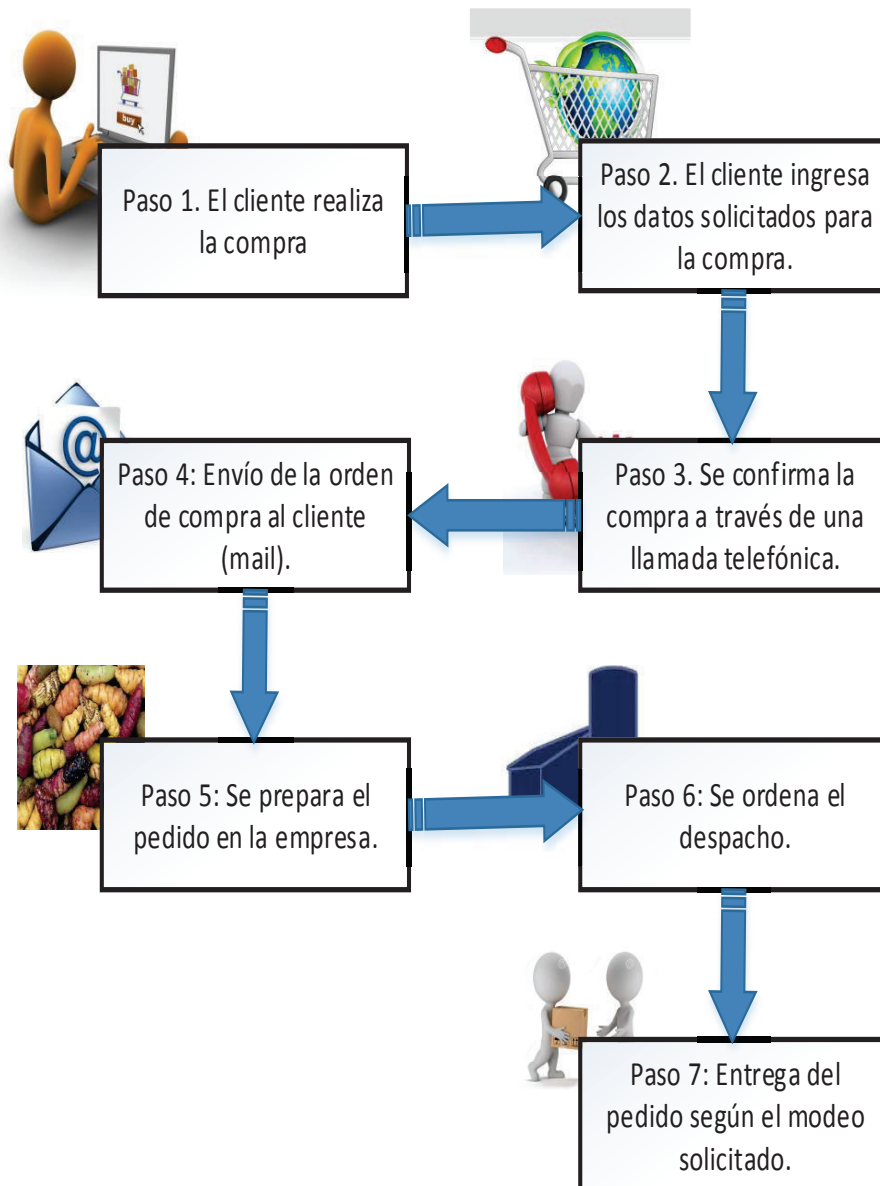 buy
Paso 1. El cliente realiza
la compra
Paso 2. El cliente ingresa
los datos solicitados para
la compra.
Paso 3. Se confirma la
compra a través de una
llamada telefónica.
@
Paso 4: Envío de la orden
de compra al cliente
(mail).
Paso 5: Se prepara el
pedido en la empresa.
Paso 6: Se ordena el
despacho.
Paso 7: Entrega del
pedido según el modeo
solicitado.